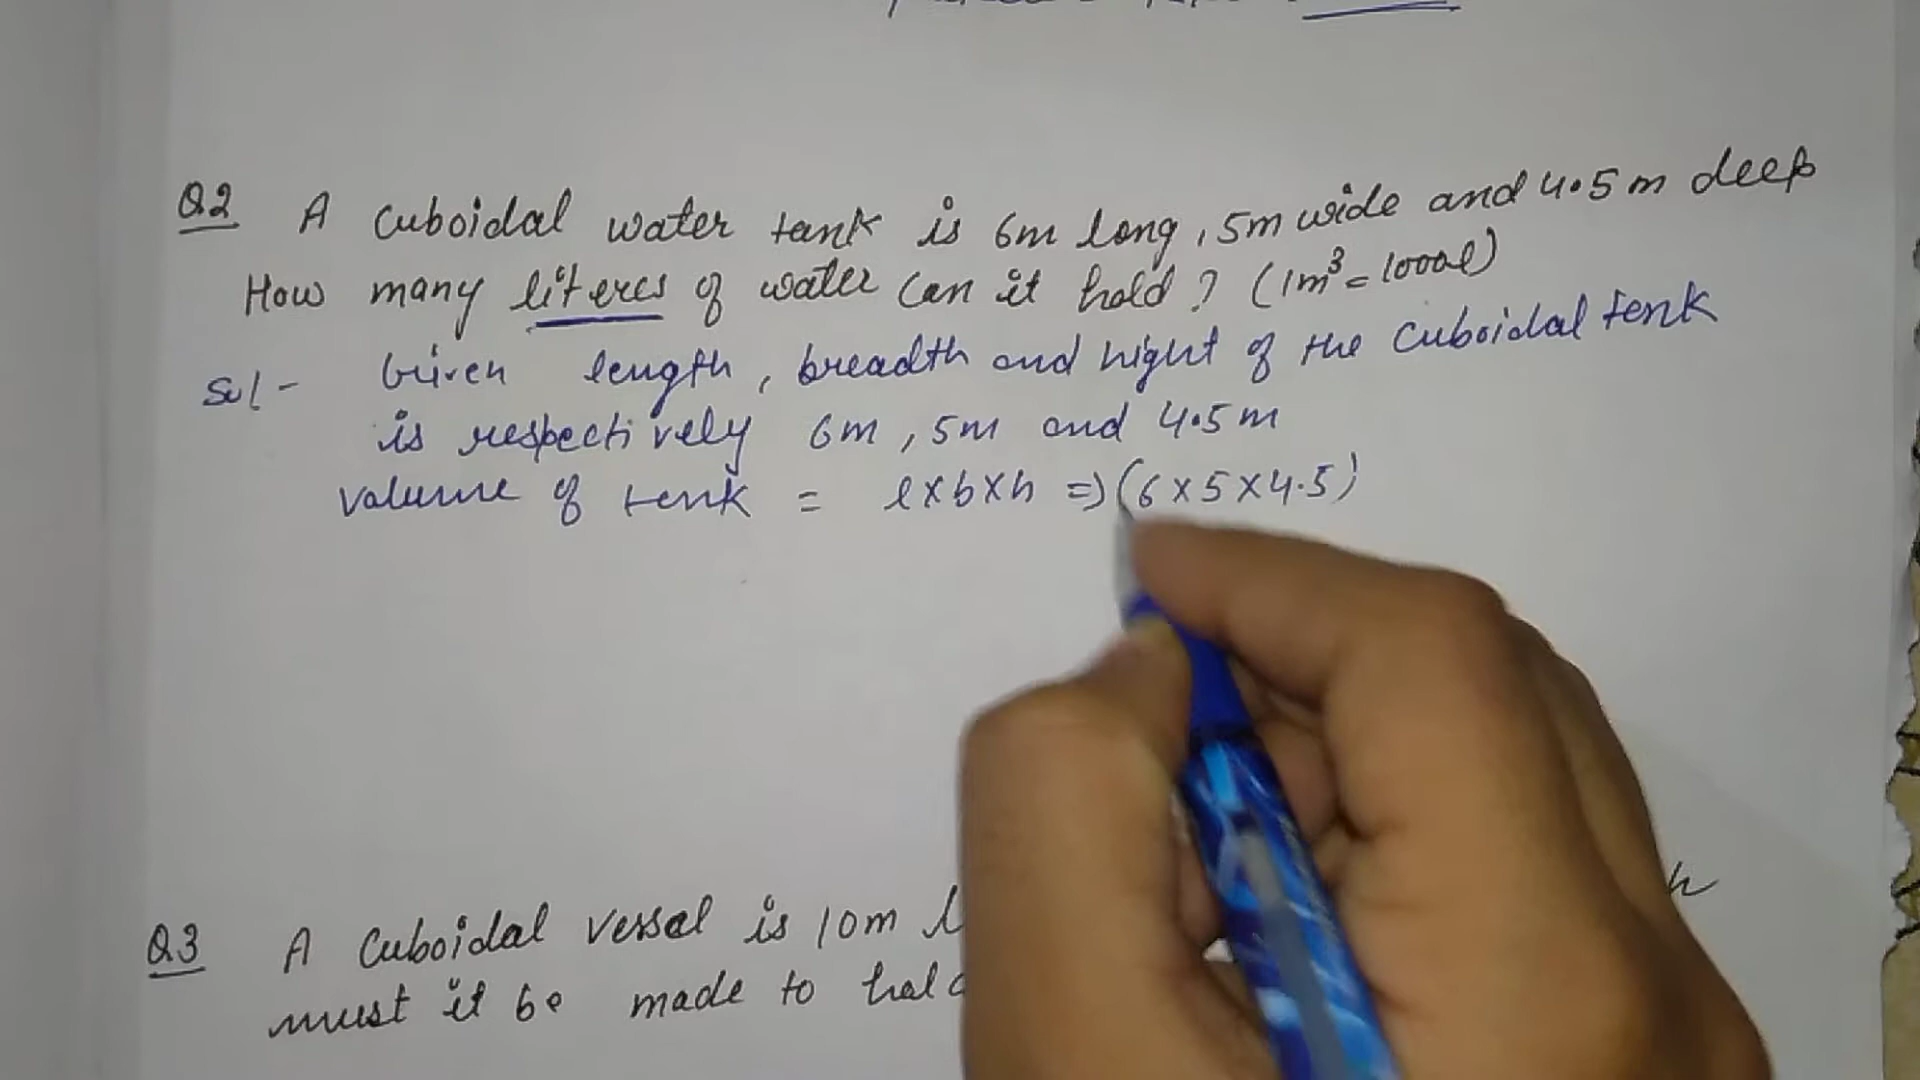 Q2 A cuboidal water tank is 6m long, 5m wide and 4.5m deep
How many literes of water can it hold? (1m³ = 1000l)
Sol- Given length, breadth and hight of the cuboidal tenk
is respectively 6m, 5m and 4.5m
volume of tenk = l×b×h => (6×5×4.5)
Q3 A cuboidal vessel is 10m
must it be made to